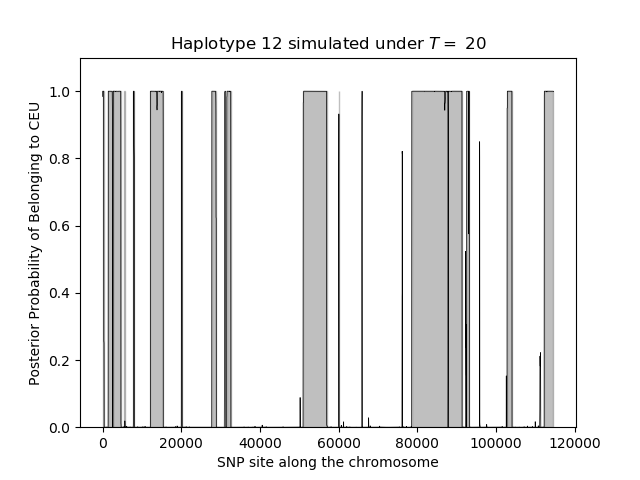 Haplotype 12 simulated under T = 20
Posterior Probability of Belonging to CEU
1.0
0.8
0.6
0.4
0.2
0.0
0 20000 40000 60000 80000 100000 120000
SNP site along the chromosome